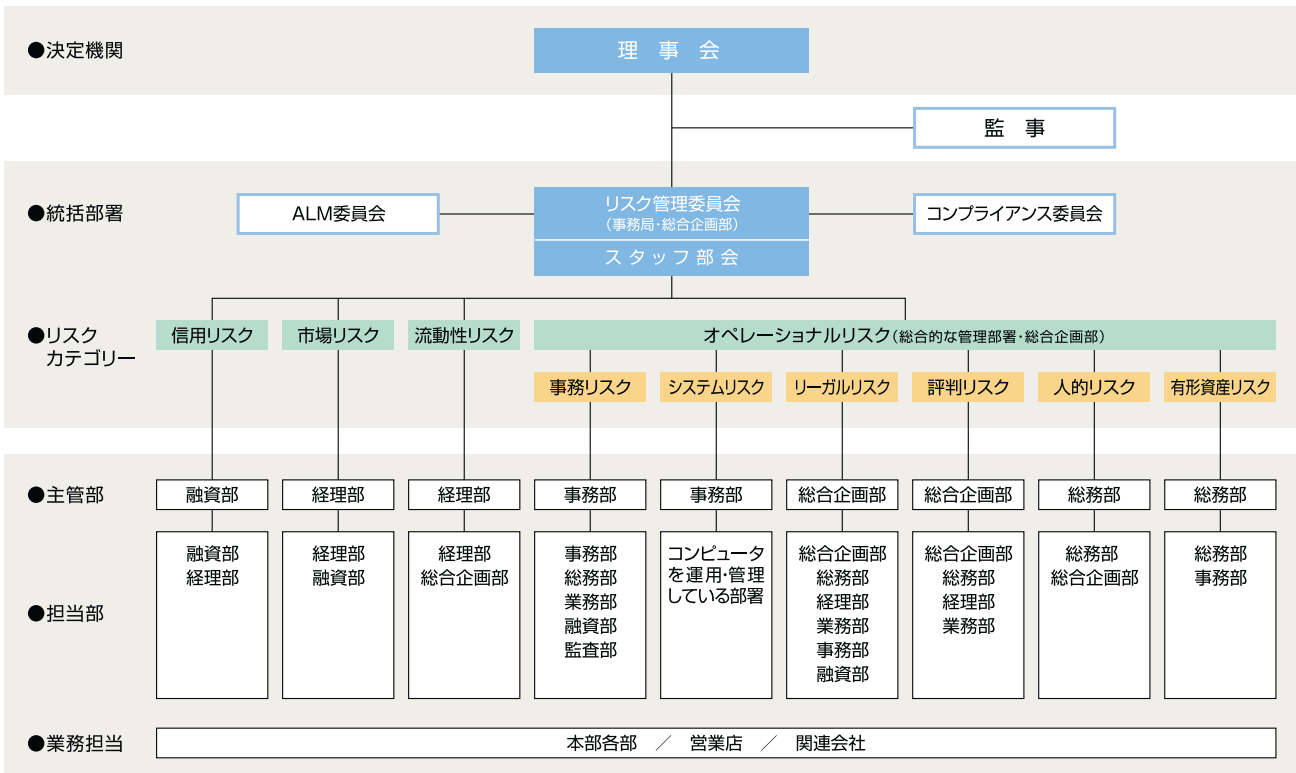 ●決定機関
理事会
監事
●統括部署
ALM委員会
リスク管理委員会
（事務局・総合企画部）
スタッフ部会
コンプライアンス委員会
●リスク
カテゴリー
信用リスク
市場リスク
流動性リスク
オペレーショナルリスク（総合的な管理部署・総合企画部）
事務リスク
システムリスク
リーガルリスク
評判リスク
人的リスク
有形資産リスク
●主管部
融資部
経理部
経理部
事務部
事務部
総合企画部
総合企画部
総務部
総務部
●担当部
融資部
経理部
経理部
融資部
経理部
総合企画部
事務部
総務部
業務部
融資部
監査部
コンピュータ
を運用・管理
している部署
総合企画部
総務部
経理部
業務部
事務部
融資部
総合企画部
総務部
経理部
業務部
総務部
総合企画部
総務部
事務部
●業務担当
本部各部 ／ 営業店 ／ 関連会社